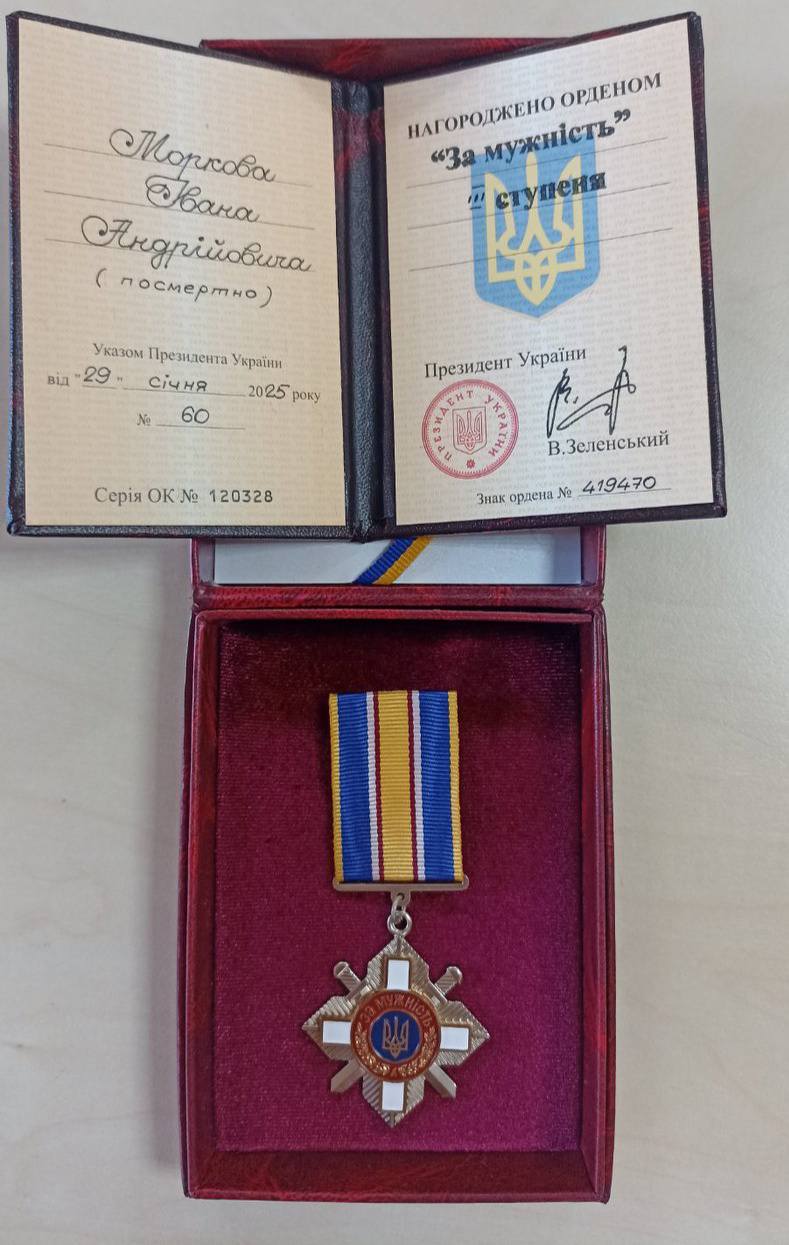 Моркова
Івана
Андрійовича
(посмертно)
Указом Президента України
від "29" січня 2025 року
№ 60
Серія ОК № 120328
НАГОРОДЖЕНО ОРДЕНОМ
“За мужність”
III ступеня
Президент України
ПРЕЗИДЕНТ УКРАЇНИ
В.Зеленський
Знак ордена № 419470
ЗА МУЖНІСТЬ